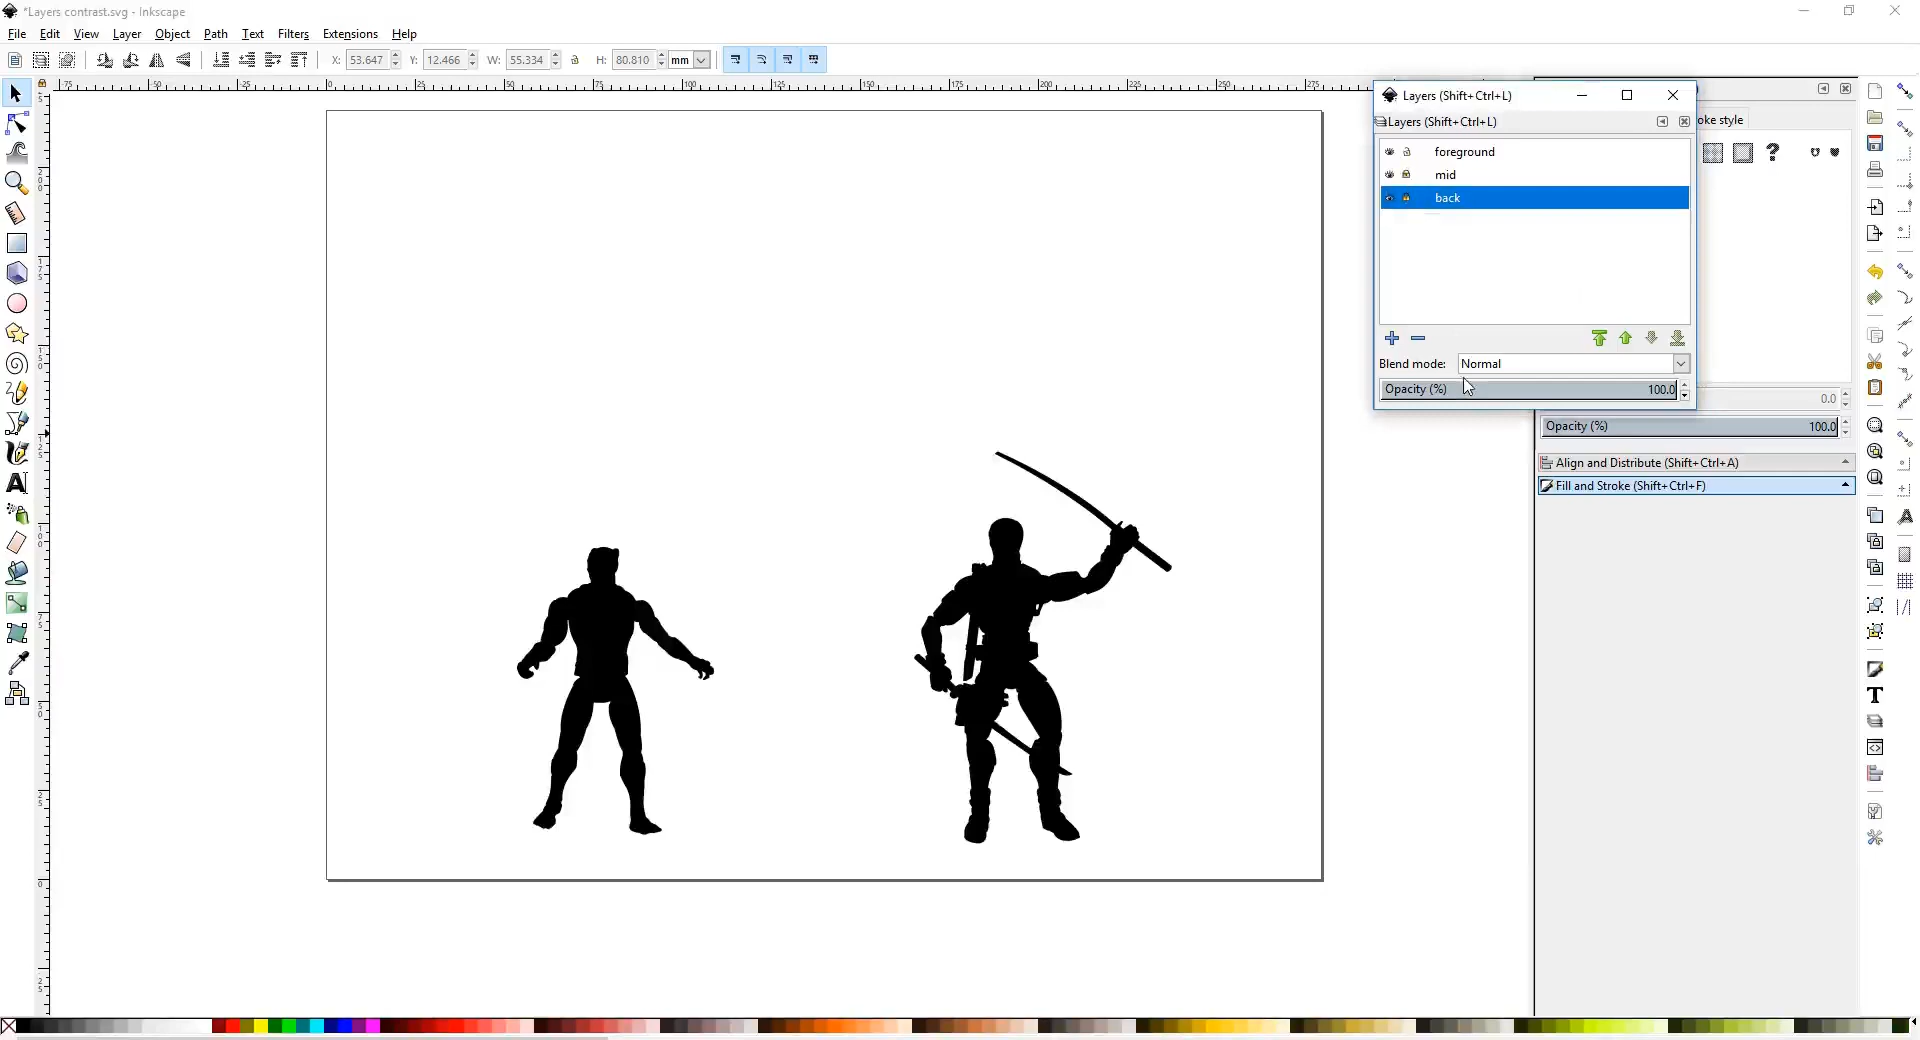 *Layers contrast.svg - Inkscape
File Edit View Layer Object Path Text Filters Extensions Help
X: 53.647 Y: 12.466 W: 55.334 H: 80.810 mm
Layers (Shift+Ctrl+L)
Layers (Shift+Ctrl+L)
oke style
foreground
mid
back
Blend mode: Normal
Opacity (%) 100.0
0.0
Opacity (%) 100.0
Align and Distribute (Shift+Ctrl+A)
Fill and Stroke (Shift+Ctrl+F)